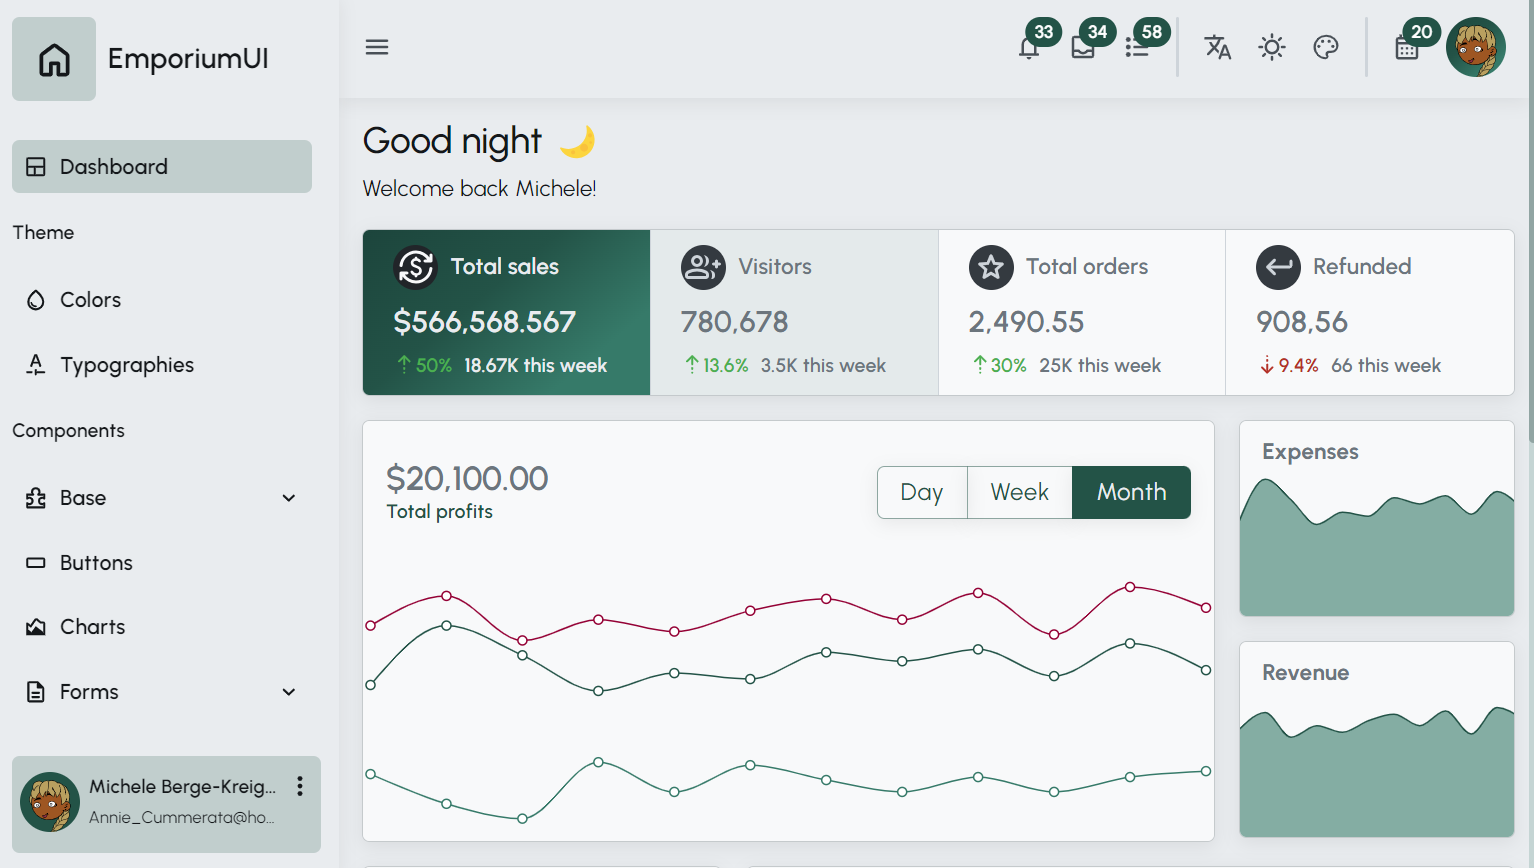 EmporiumUI
33
34
58
20
Dashboard
Theme
Colors
Typographies
Components
Base
Buttons
Charts
Forms
Michele Berge-Kreig...
Annie_Cummerata@ho...
Good night
Welcome back Michele!
Total sales
$566,568.567
50% 18.67K this week
Visitors
780,678
13.6% 3.5K this week
Total orders
2,490.55
30% 25K this week
Refunded
908,56
9.4% 66 this week
$20,100.00
Total profits
Day Week Month
Expenses
Revenue